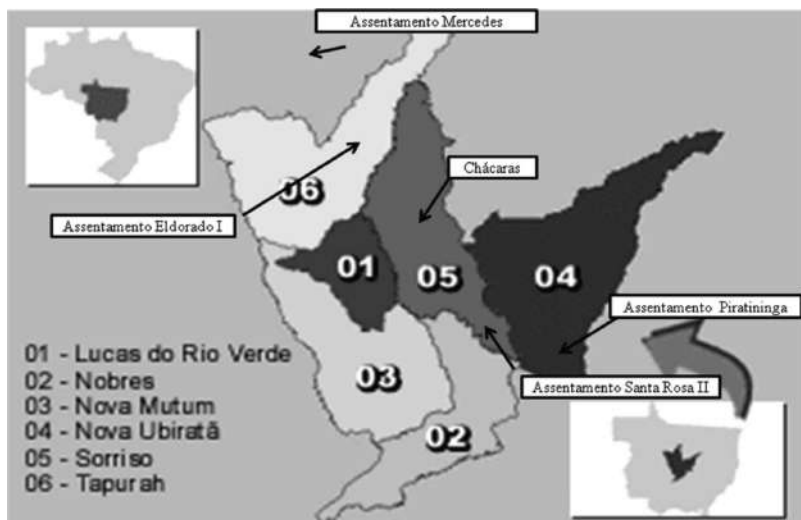 Assentamento Mercedes
Chácaras
06
Assentamento Eldorado I
01
05
04
Assentamento Piratininga
01 - Lucas do Rio Verde
02 - Nobres
03 - Nova Mutum
04 - Nova Ubiratã
05 - Sorriso
06 - Tapurah
03
Assentamento Santa Rosa II
02